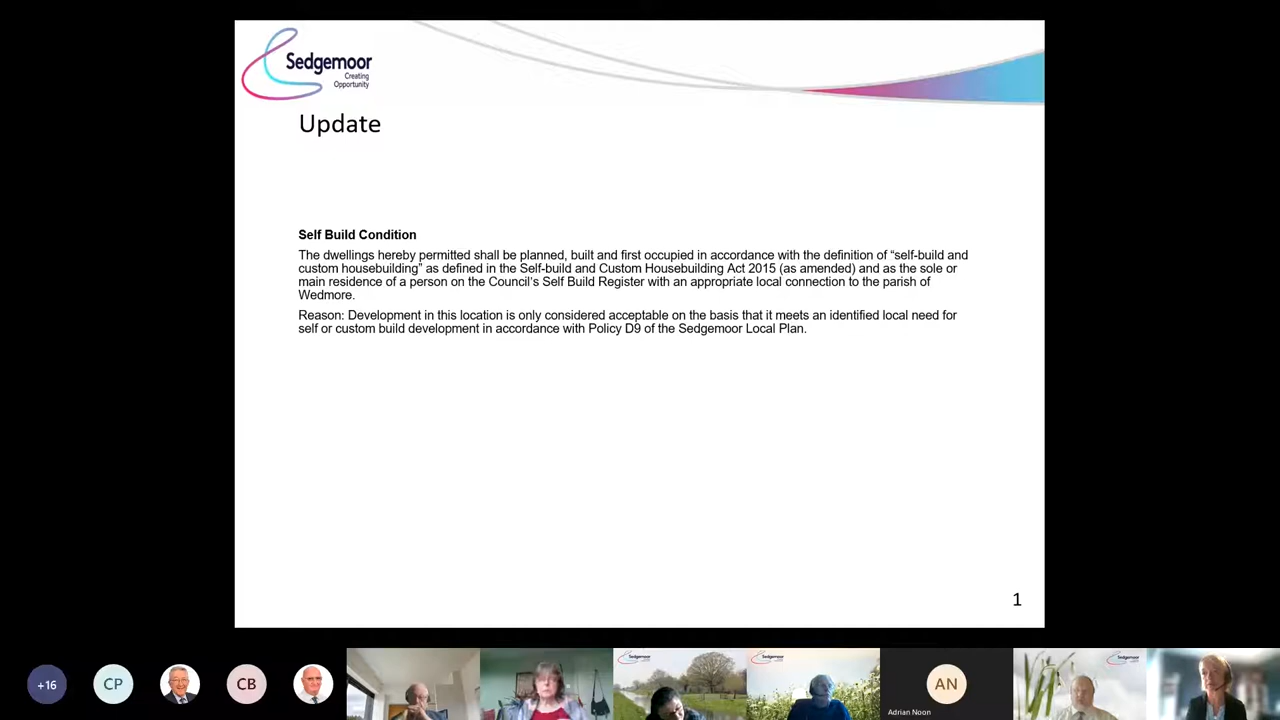 Sedgemoor
Creating
Opportunity
Update
Self Build Condition
The dwellings hereby permitted shall be planned, built and first occupied in accordance with the definition of “self-build and
custom housebuilding” as defined in the Self-build and Custom Housebuilding Act 2015 (as amended) and as the sole or
main residence of a person on the Council's Self Build Register with an appropriate local connection to the parish of
Wedmore.
Reason: Development in this location is only considered acceptable on the basis that it meets an identified local need for
self or custom build development in accordance with Policy D9 of the Sedgemoor Local Plan.
1
+16
CP
CB
Sedgemoor
Sedgemoor
AN
Adrian Noon
Sedgemoor